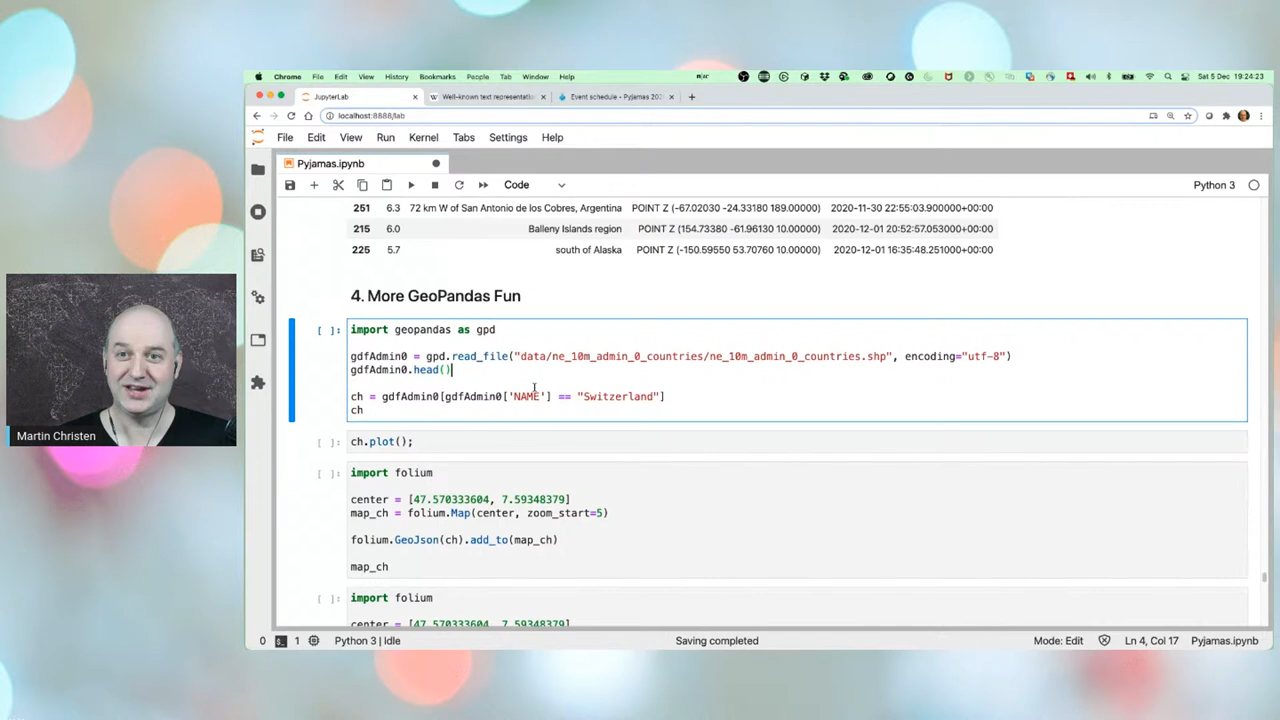 Chrome File Edit View History Bookmarks People Tab Window Help Sat 5 Dec 19:24:23
JupyterLab Well-known text representatio Event schedule - Pyjamas 202
localhost:8888/lab
File Edit View Run Kernel Tabs Settings Help
Pyjamas.ipynb
Code Python 3
251 6.3 72 km W of San Antonio de los Cobres, Argentina POINT Z (-67.02030 -24.33180 189.00000) 2020-11-30 22:55:03.900000+00:00
215 6.0 Balleny Islands region POINT Z (154.73380 -61.96130 10.00000) 2020-12-01 20:52:57.053000+00:00
225 5.7 south of Alaska POINT Z (-150.59550 53.70760 10.00000) 2020-12-01 16:35:48.251000+00:00
4. More GeoPandas Fun
[ ]: import geopandas as gpd
gdfAdmin0 = gpd.read_file("data/ne_10m_admin_0_countries/ne_10m_admin_0_countries.shp", encoding="utf-8")
gdfAdmin0.head()
ch = gdfAdmin0[gdfAdmin0['NAME'] == "Switzerland"]
ch
[ ]: ch.plot();
[ ]: import folium
center = [47.570333604, 7.59348379]
map_ch = folium.Map(center, zoom_start=5)
folium.GeoJson(ch).add_to(map_ch)
map_ch
[ ]: import folium
center = [47.570333604, 7.59348379]
Martin Christen
0 1 Python 3 | Idle Saving completed Mode: Edit Ln 4, Col 17 Pyjamas.ipynb